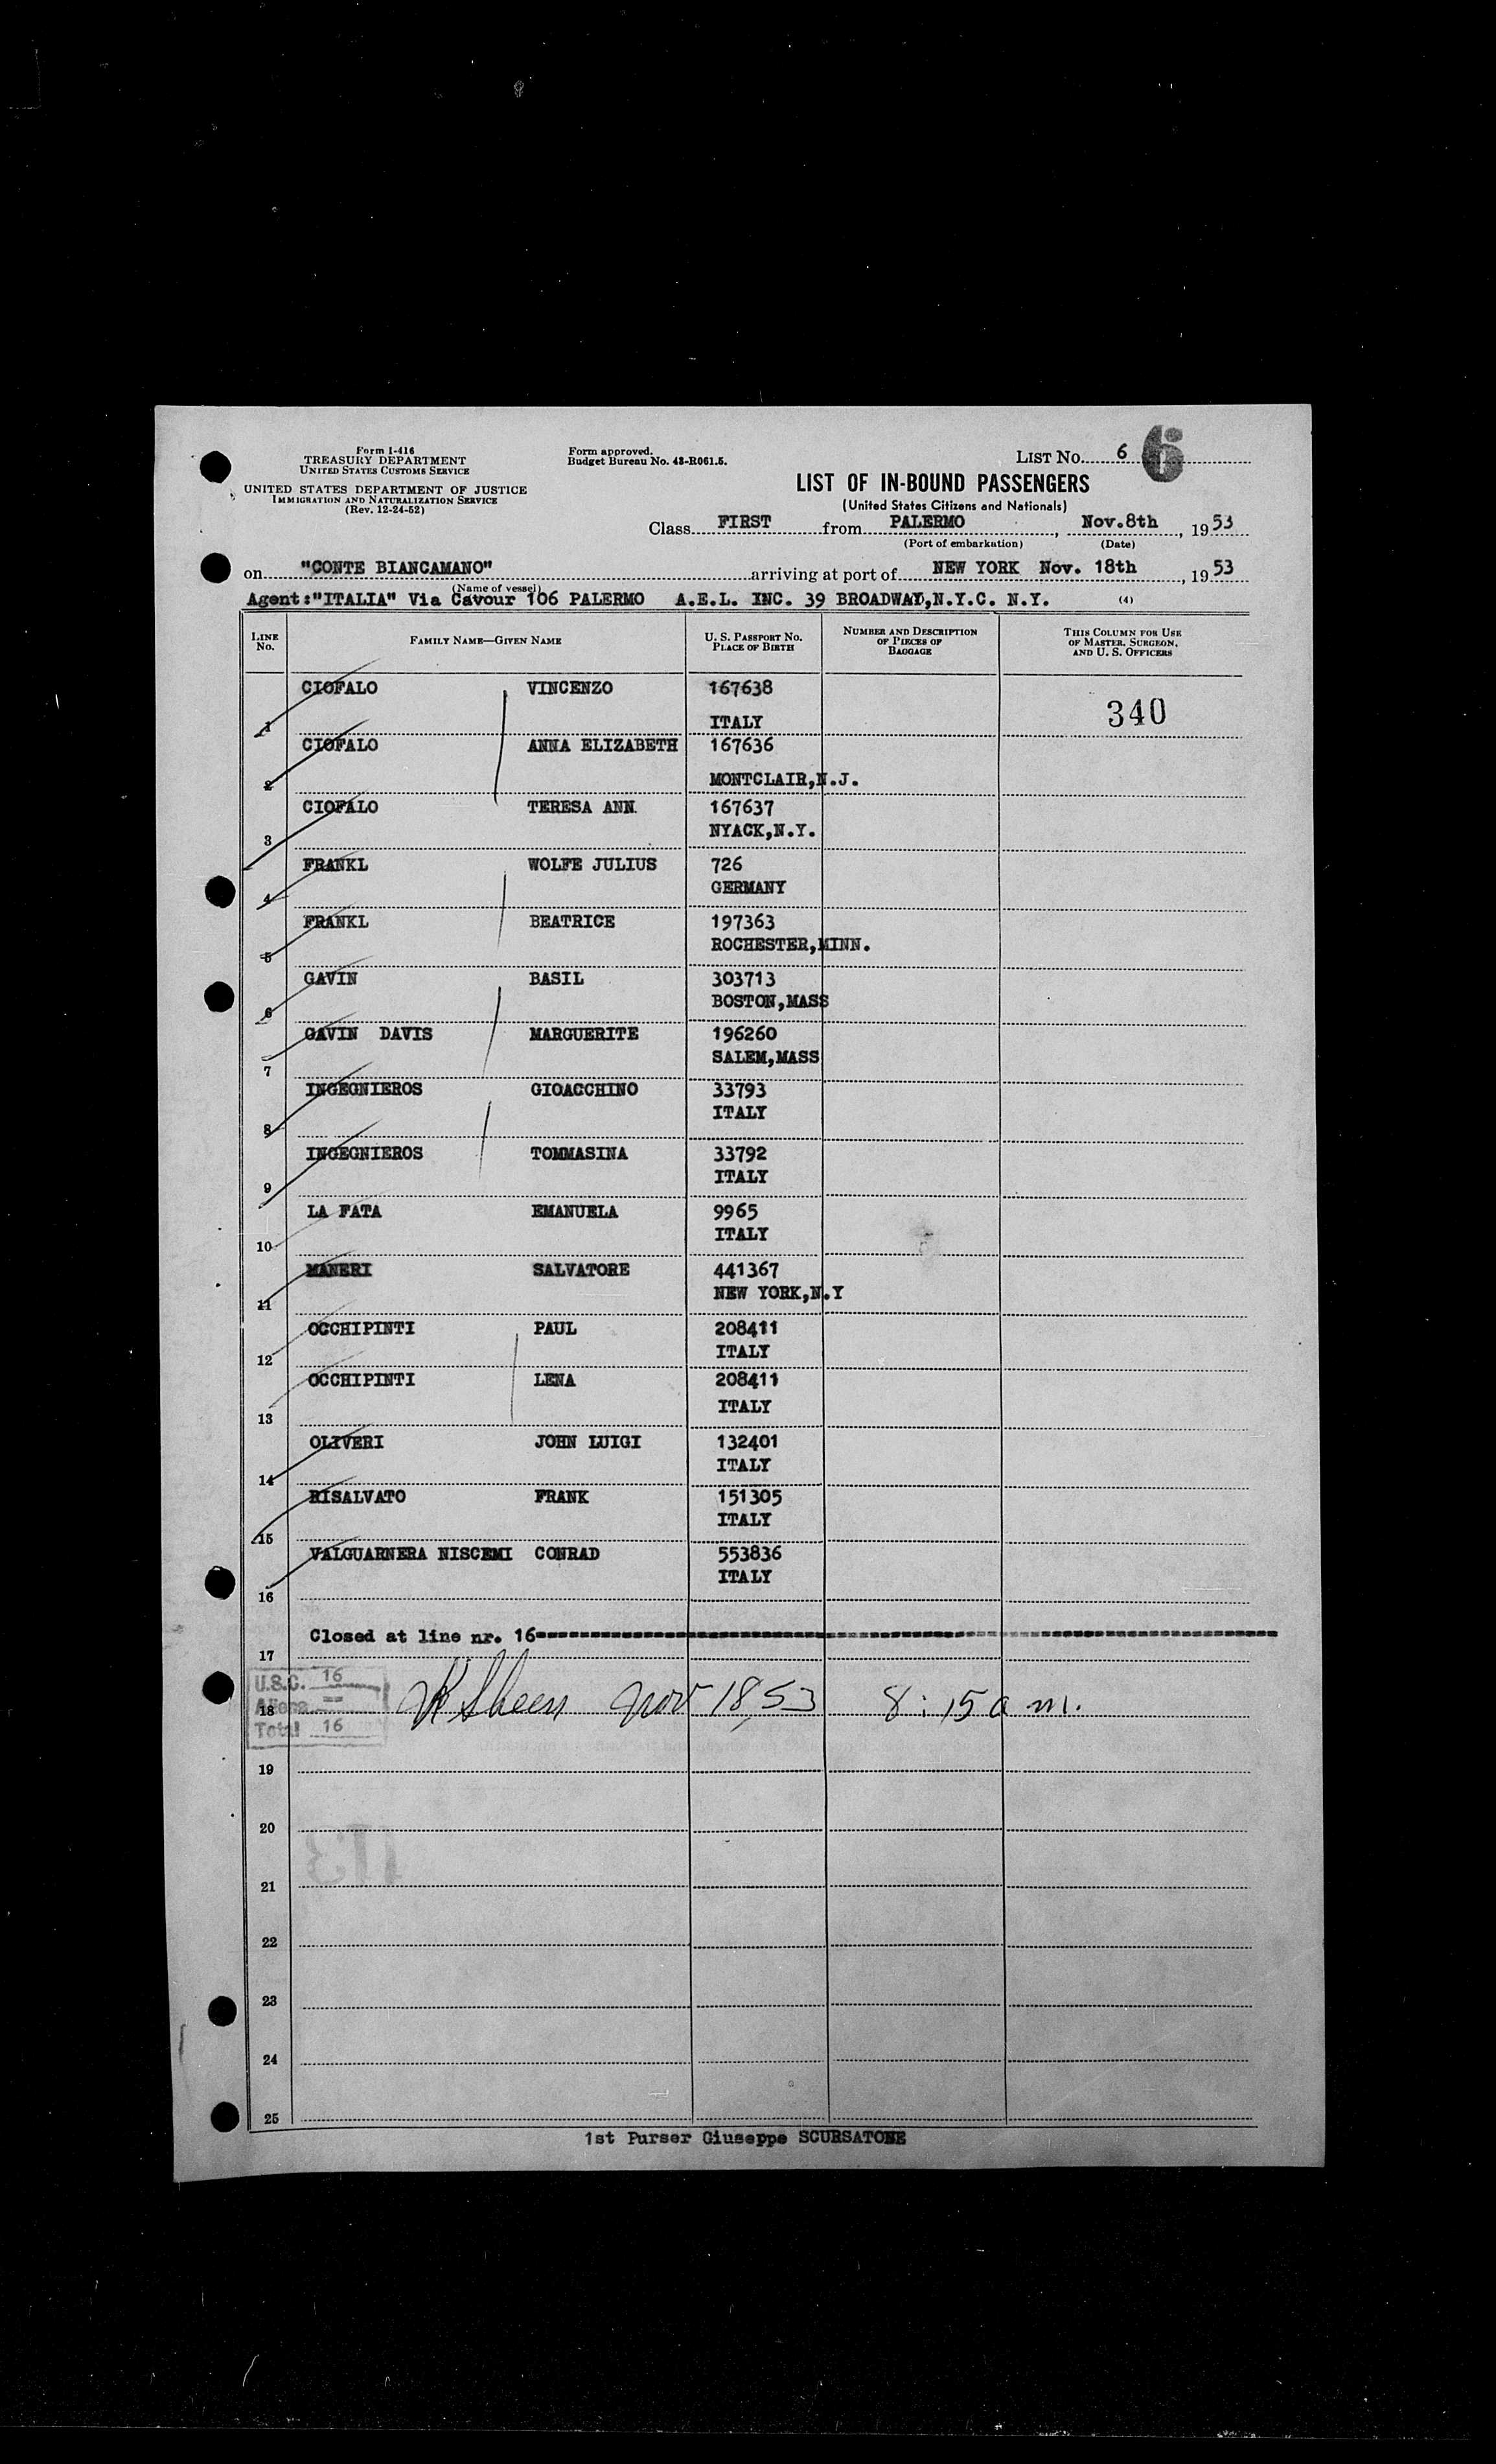 Form I-416
TREASURY DEPARTMENT
UNITED STATES CUSTOMS SERVICE
UNITED STATES DEPARTMENT OF JUSTICE
IMMIGRATION AND NATURALIZATION SERVICE
(Rev. 12-24-52)
Form approved.
Budget Bureau No. 43-R061.5.
LIST NO. 6 6
LIST OF IN-BOUND PASSENGERS
(United States Citizens and Nationals)
Class FIRST from PALERMO, Nov.8th, 1953
(Port of embarkation) (Date)
on "CONTE BIANCAMANO" arriving at port of NEW YORK Nov. 18th, 1953
(Name of vessel)
Agent:"ITALIA" Via Cavour 106 PALERMO A.E.L. INC. 39 BROADWAY,N.Y.C. N.Y. (4)
LINE NO. FAMILY NAME—GIVEN NAME U. S. PASSPORT NO. PLACE OF BIRTH NUMBER AND DESCRIPTION OF PIECES OF BAGGAGE THIS COLUMN FOR USE OF MASTER, SURGEON, AND U. S. OFFICERS
CIOFALO VINCENZO 167638
1 ITALY 340
CIOFALO ANNA ELIZABETH 167636
2 MONTCLAIR,N.J.
CIOFALO TERESA ANN 167637
3 NYACK,N.Y.
FRANKL WOLFE JULIUS 726
4 GERMANY
FRANKL BEATRICE 197363
5 ROCHESTER,MINN.
GAVIN BASIL 303713
6 BOSTON,MASS
GAVIN DAVIS MARGUERITE 196260
7 SALEM,MASS
INGEGNIEROS GIOACCHINO 33793
8 ITALY
INGEGNIEROS TOMMASINA 33792
9 ITALY
LA FATA EMANUELA 9965
10 ITALY
MANERI SALVATORE 441367
11 NEW YORK,N.Y
OCCHIPINTI PAUL 208411
12 ITALY
OCCHIPINTI LENA 208411
13 ITALY
OLIVERI JOHN LUIGI 132401
14 ITALY
RISALVATO FRANK 151305
15 ITALY
VALGUARNERA NISCEMI CONRAD 553836
16 ITALY
Closed at line nr. 16
17
U.S.C. 16
Aliens --
Total 16
18 Nov 18, 53 8:15 a m.
19
20
21
22
23
24
25
1st Purser Giuseppe SCURSATONE